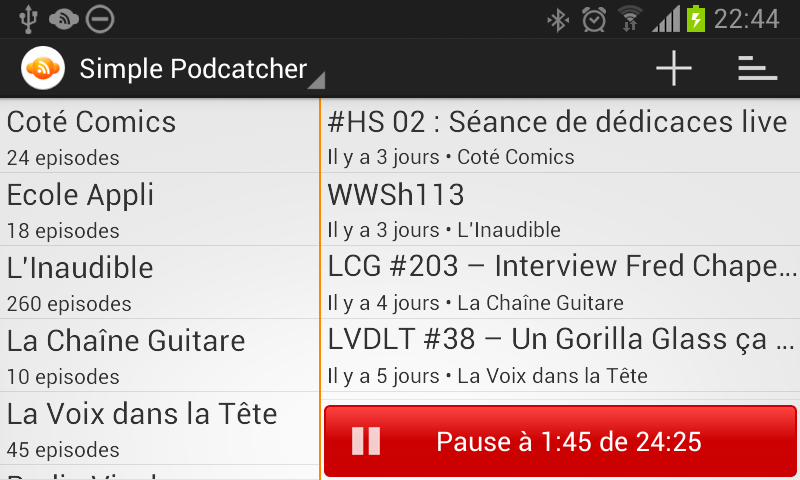 22:44
Simple Podcatcher
Coté Comics
24 episodes
Ecole Appli
18 episodes
L'Inaudible
260 episodes
La Chaîne Guitare
10 episodes
La Voix dans la Tête
45 episodes
#HS 02 : Séance de dédicaces live
Il y a 3 jours • Coté Comics
WWSh113
Il y a 3 jours • L'Inaudible
LCG #203 – Interview Fred Chape...
Il y a 4 jours • La Chaîne Guitare
LVDLT #38 – Un Gorilla Glass ça ...
Il y a 5 jours • La Voix dans la Tête
Pause à 1:45 de 24:25